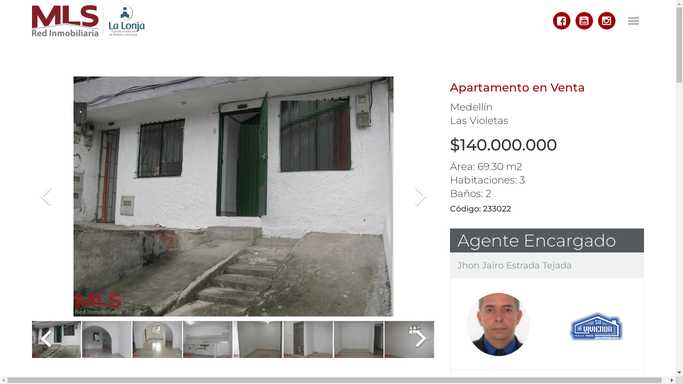 MLS
Red Inmobiliaria
La Lonja
Apartamento en Venta
Medellín
Las Violetas
$140.000.000
Área: 69.30 m2
Habitaciones: 3
Baños: 2
Código: 233022
MLS
Red Inmobiliaria
Agente Encargado
Jhon Jairo Estrada Tejada
VIVIENDA